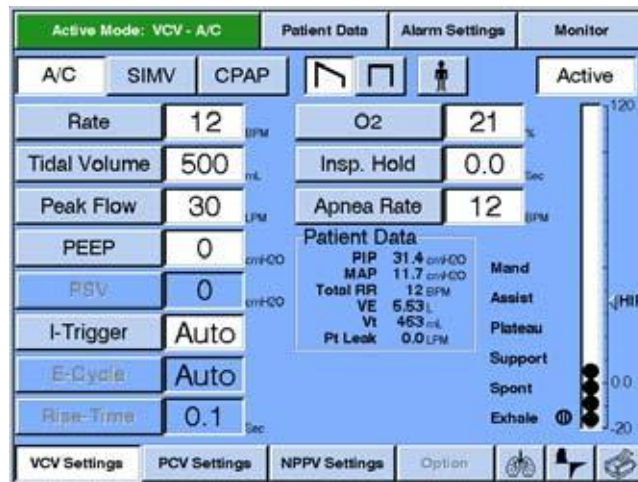 Active Mode: VCV - A/C Patient Data Alarm Settings Monitor
A/C SIMV CPAP Active
Rate 12 BPM O2 21 %
Tidal Volume 500 mL Insp. Hold 0.0 Sec
Peak Flow 30 LPM Apnea Rate 12 BPM
PEEP 0 cmH2O
PSV 0 cmH2O
I-Trigger Auto
E-Cycle Auto
Rise-Time 0.1 Sec
Patient Data
PIP 31.4 cmH2O
MAP 11.7 cmH2O
Total RR 12 BPM
VE 5.53 L
Vt 463 mL
Pt Leak 0.0 LPM
Mand
Assist
Plateau
Support
Spont
Exhale
120
HIP
0.0
-20
VCV Settings PCV Settings NPPV Settings Option